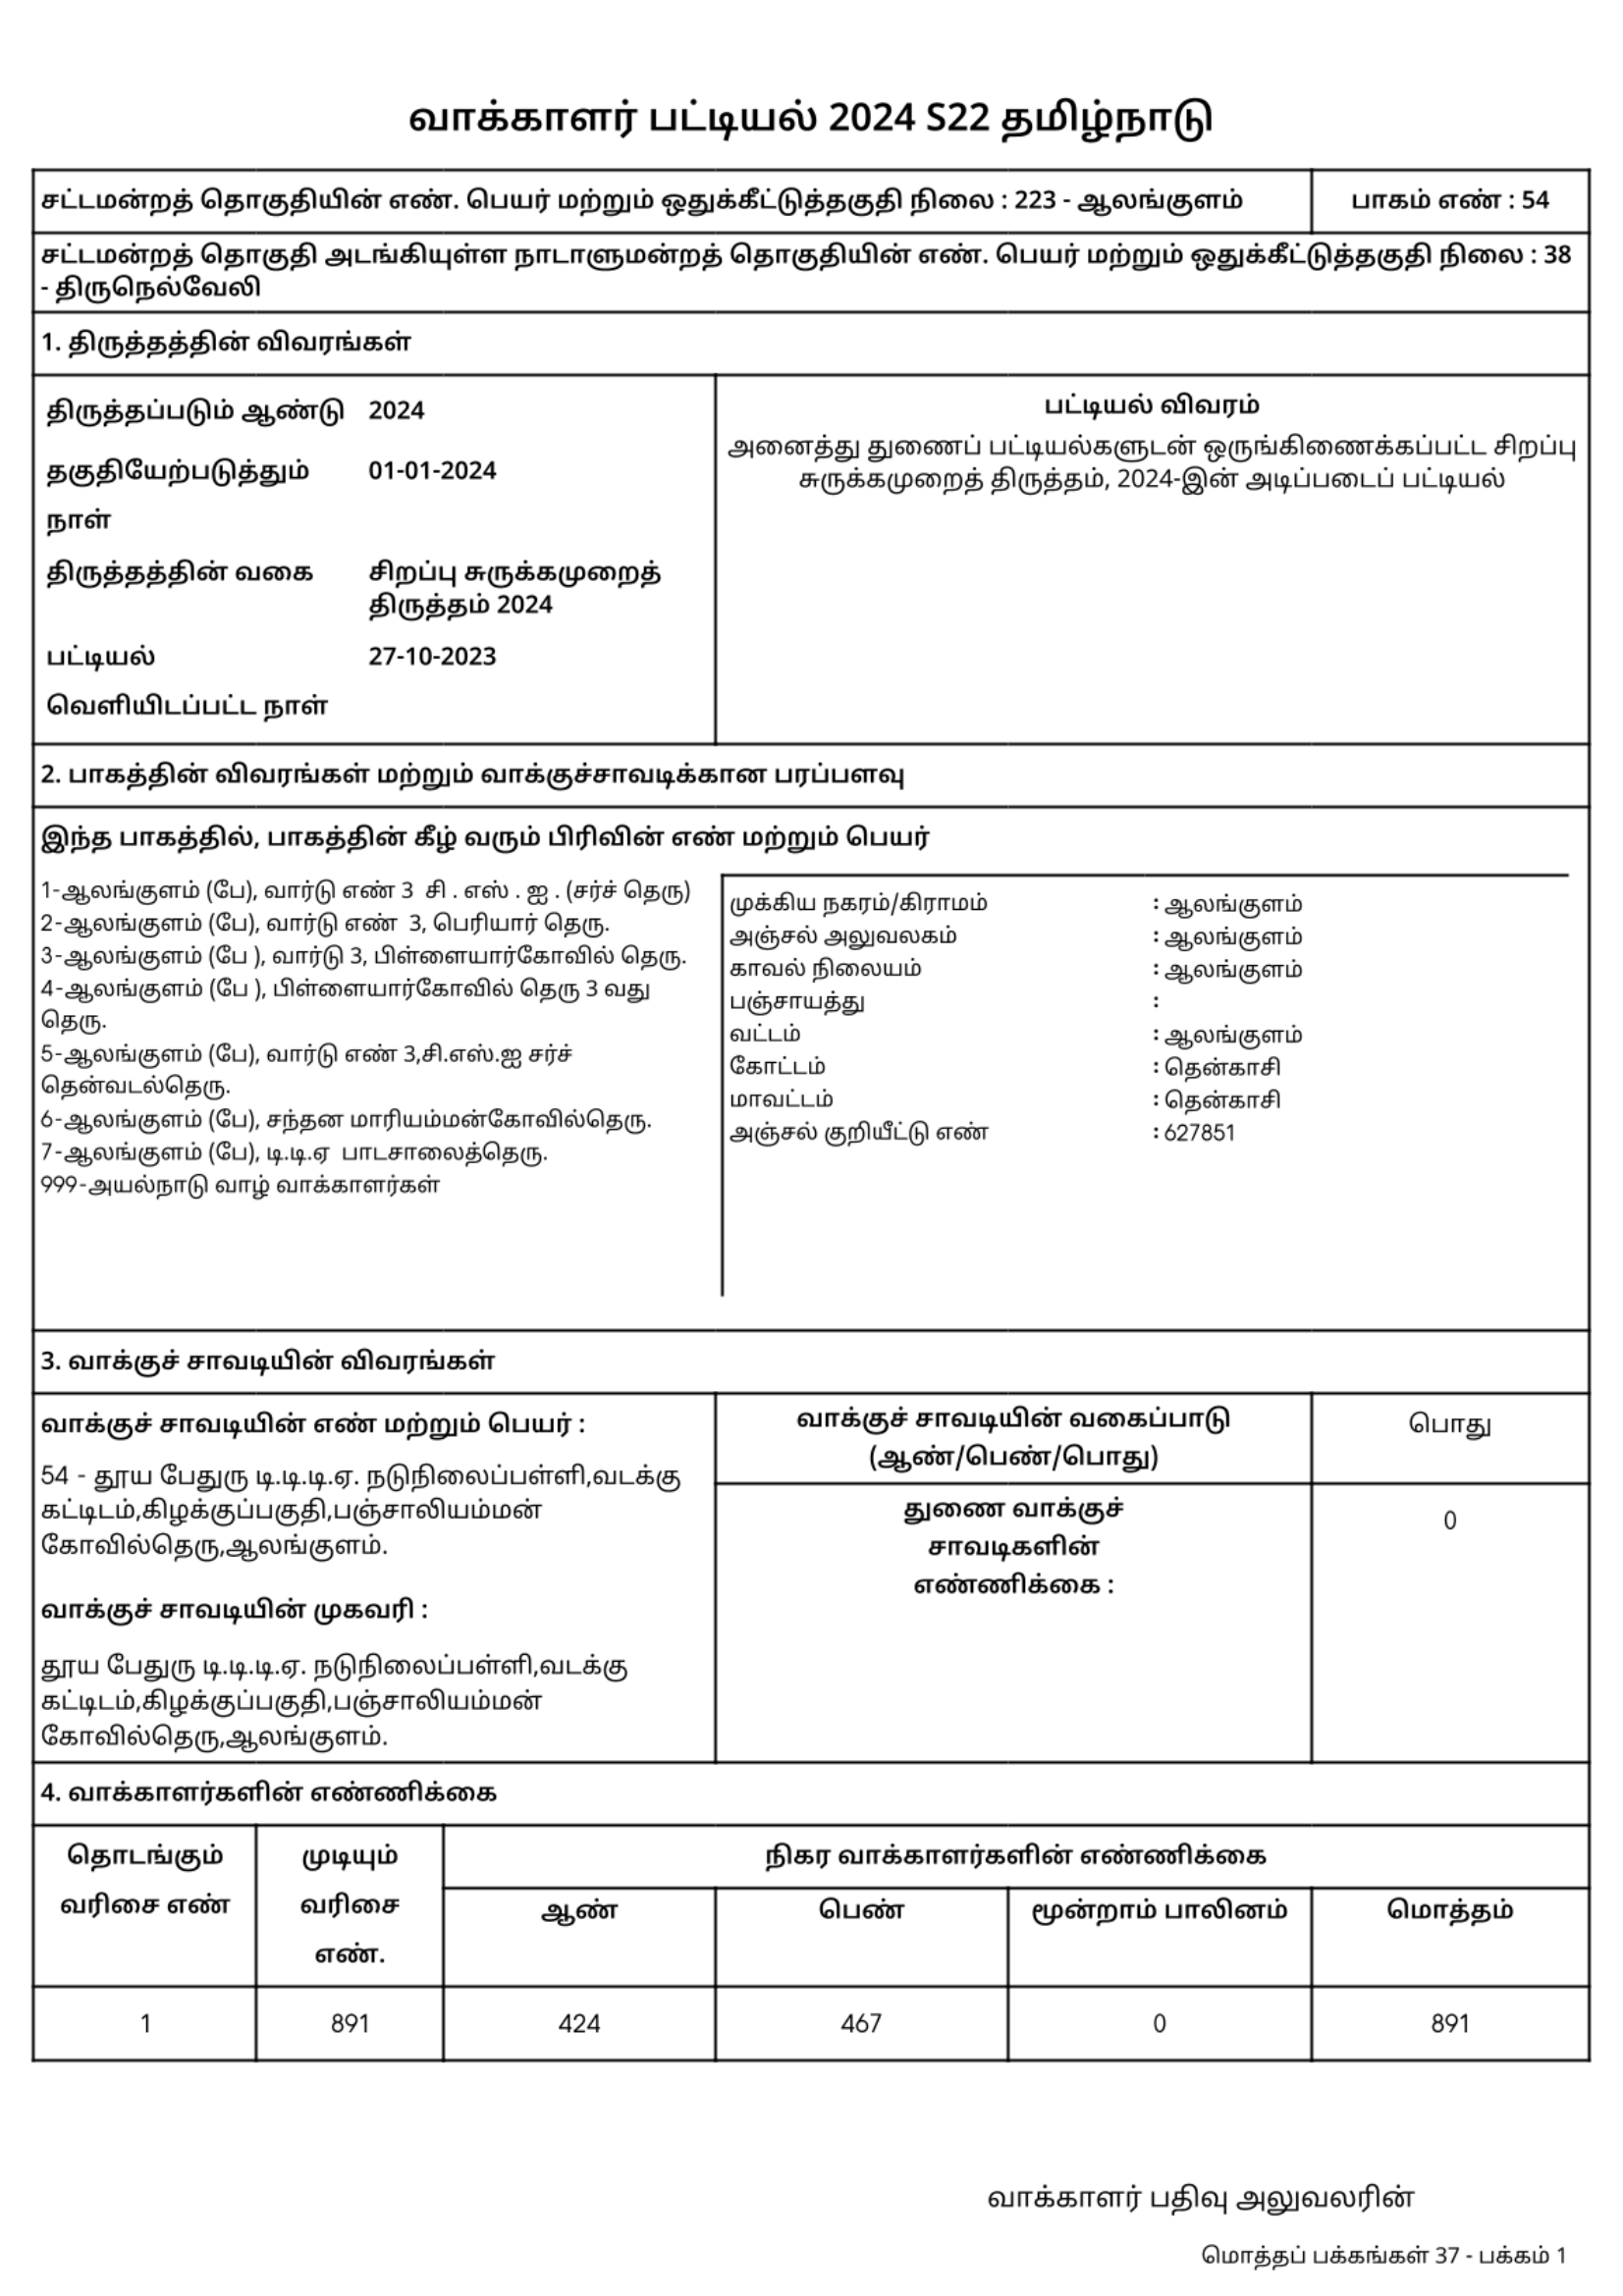 வாக்காளர் பட்டியல் 2024 S22 தமிழ்நாடு
சட்டமன்றத் தொகுதியின் எண். பெயர் மற்றும் ஒதுக்கீட்டுத்தகுதி நிலை : 223 - ஆலங்குளம்
பாகம் எண் : 54
சட்டமன்றத் தொகுதி அடங்கியுள்ள நாடாளுமன்றத் தொகுதியின் எண். பெயர் மற்றும் ஒதுக்கீட்டுத்தகுதி நிலை : 38
- திருநெல்வேலி
1. திருத்தத்தின் விவரங்கள்
திருத்தப்படும் ஆண்டு 2024
தகுதியேற்படுத்தும் 01-01-2024
நாள்
திருத்தத்தின் வகை சிறப்பு சுருக்கமுறைத்
திருத்தம் 2024
பட்டியல் 27-10-2023
வெளியிடப்பட்ட நாள்
பட்டியல் விவரம்
அனைத்து துணைப் பட்டியல்களுடன் ஒருங்கிணைக்கப்பட்ட சிறப்பு
சுருக்கமுறைத் திருத்தம், 2024-இன் அடிப்படைப் பட்டியல்
2. பாகத்தின் விவரங்கள் மற்றும் வாக்குச்சாவடிக்கான பரப்பளவு
இந்த பாகத்தில், பாகத்தின் கீழ் வரும் பிரிவின் எண் மற்றும் பெயர்
1-ஆலங்குளம் (பே), வார்டு எண் 3 சி . எஸ் . ஐ . (சர்ச் தெரு)
2-ஆலங்குளம் (பே), வார்டு எண் 3, பெரியார் தெரு.
3-ஆலங்குளம் (பே ), வார்டு 3, பிள்ளையார்கோவில் தெரு.
4-ஆலங்குளம் (பே ), பிள்ளையார்கோவில் தெரு 3 வது
தெரு.
5-ஆலங்குளம் (பே), வார்டு எண் 3,சி.எஸ்.ஐ சர்ச்
தென்வடல்தெரு.
6-ஆலங்குளம் (பே), சந்தன மாரியம்மன்கோவில்தெரு.
7-ஆலங்குளம் (பே), டி.டி.ஏ பாடசாலைத்தெரு.
999-அயல்நாடு வாழ் வாக்காளர்கள்
முக்கிய நகரம்/கிராமம் : ஆலங்குளம்
அஞ்சல் அலுவலகம் : ஆலங்குளம்
காவல் நிலையம் : ஆலங்குளம்
பஞ்சாயத்து :
வட்டம் : ஆலங்குளம்
கோட்டம் : தென்காசி
மாவட்டம் : தென்காசி
அஞ்சல் குறியீட்டு எண் : 627851
3. வாக்குச் சாவடியின் விவரங்கள்
வாக்குச் சாவடியின் எண் மற்றும் பெயர் :
54 - தூய பேதுரு டி.டி.டி.ஏ. நடுநிலைப்பள்ளி,வடக்கு
கட்டிடம்,கிழக்குப்பகுதி,பஞ்சாலியம்மன்
கோவில்தெரு,ஆலங்குளம்.
வாக்குச் சாவடியின் முகவரி :
தூய பேதுரு டி.டி.டி.ஏ. நடுநிலைப்பள்ளி,வடக்கு
கட்டிடம்,கிழக்குப்பகுதி,பஞ்சாலியம்மன்
கோவில்தெரு,ஆலங்குளம்.
வாக்குச் சாவடியின் வகைப்பாடு
(ஆண்/பெண்/பொது)
பொது
துணை வாக்குச்
சாவடிகளின்
எண்ணிக்கை :
0
4. வாக்காளர்களின் எண்ணிக்கை
தொடங்கும்
வரிசை எண்
முடியும்
வரிசை
எண்.
நிகர வாக்காளர்களின் எண்ணிக்கை
ஆண் பெண் மூன்றாம் பாலினம் மொத்தம்
1 891 424 467 0 891
வாக்காளர் பதிவு அலுவலரின்
மொத்தப் பக்கங்கள் 37 - பக்கம் 1